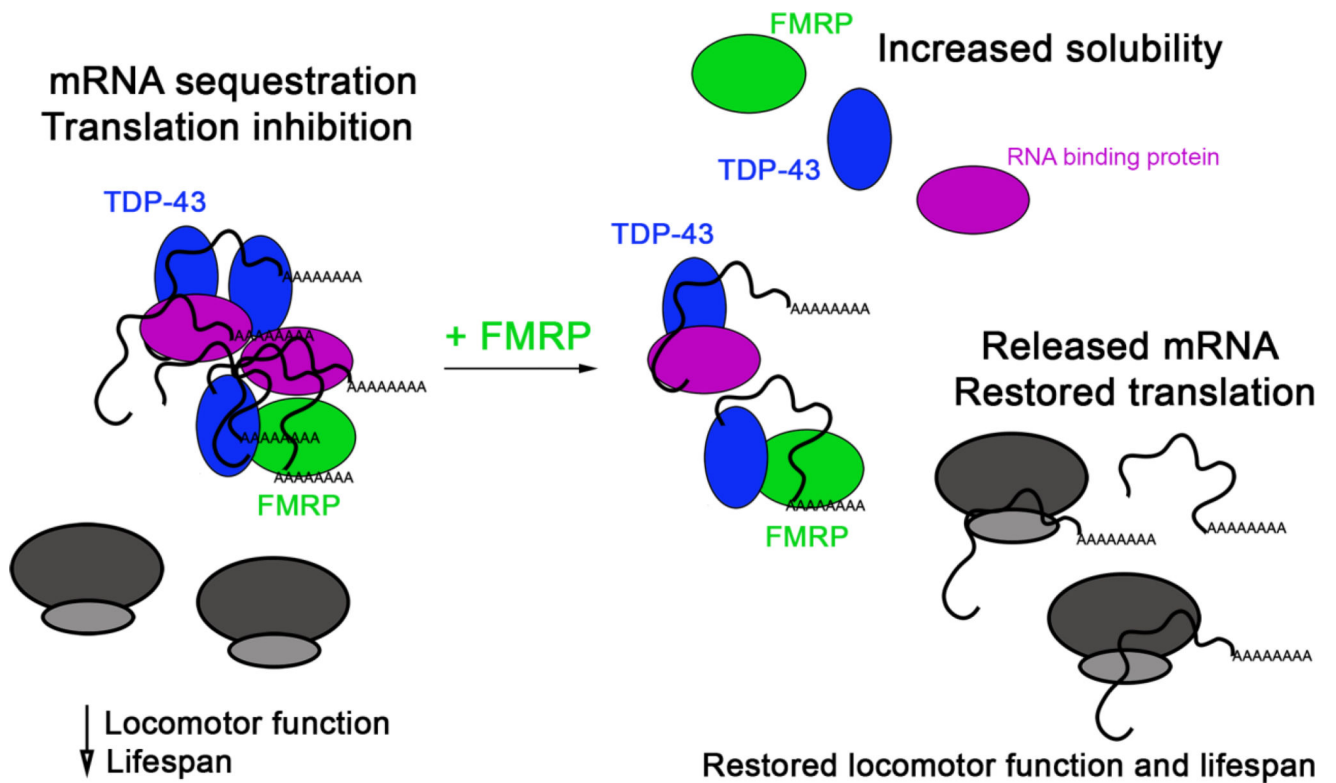 mRNA sequestration
Translation inhibition
TDP-43
AAAAAAAA
AAAAAAAA
AAAAAAAA
AAAAAAAA
AAAAAAAA
FMRP
Locomotor function
Lifespan
+ FMRP
FMRP
Increased solubility
TDP-43
RNA binding protein
TDP-43
AAAAAAAA
AAAAAAAA
FMRP
Released mRNA
Restored translation
AAAAAAAA
AAAAAAAA
AAAAAAAA
Restored locomotor function and lifespan